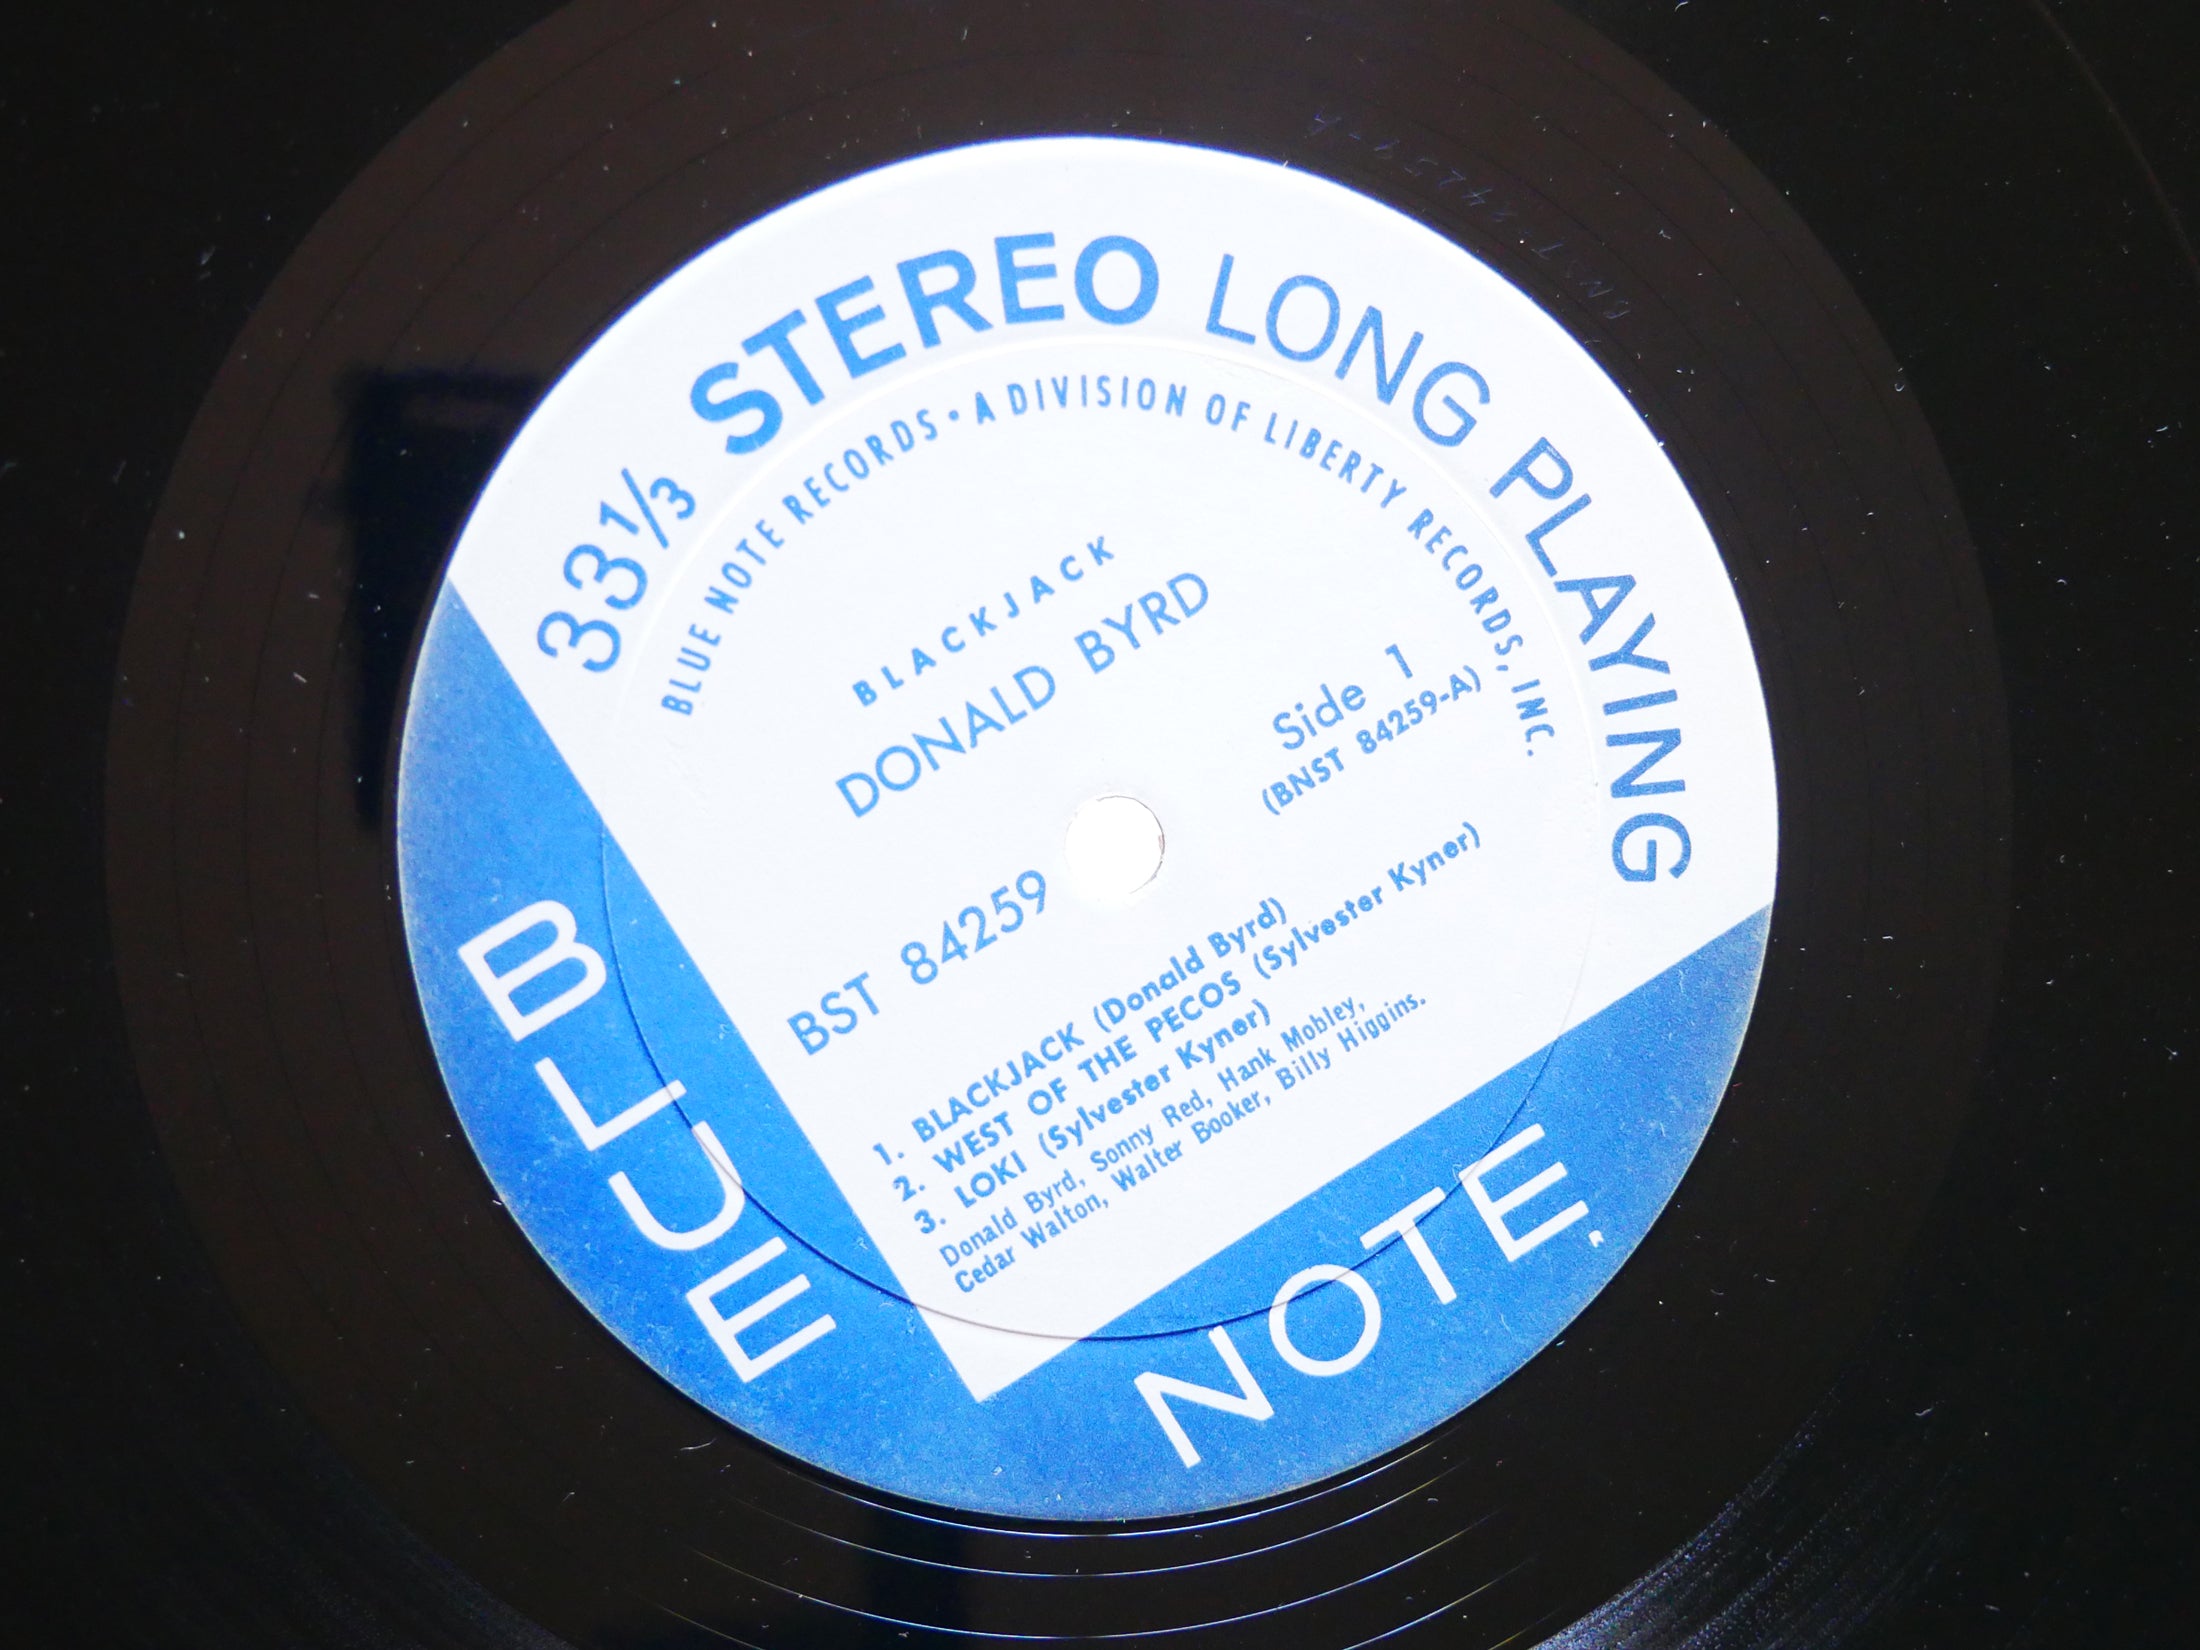 33⅓ STEREO LONG PLAYING
BLUE NOTE RECORDS • A DIVISION OF LIBERTY RECORDS, INC.
BLACKJACK
DONALD BYRD
Side 1
(BNST 84259-A)
BST 84259
1. BLACKJACK (Donald Byrd)
2. WEST OF THE PECOS (Sylvester Kyner)
3. LOKI (Sylvester Kyner)
Donald Byrd, Sonny Red, Hank Mobley,
Cedar Walton, Walter Booker, Billy Higgins.
BLUE
NOTE.
BNST-84259-A